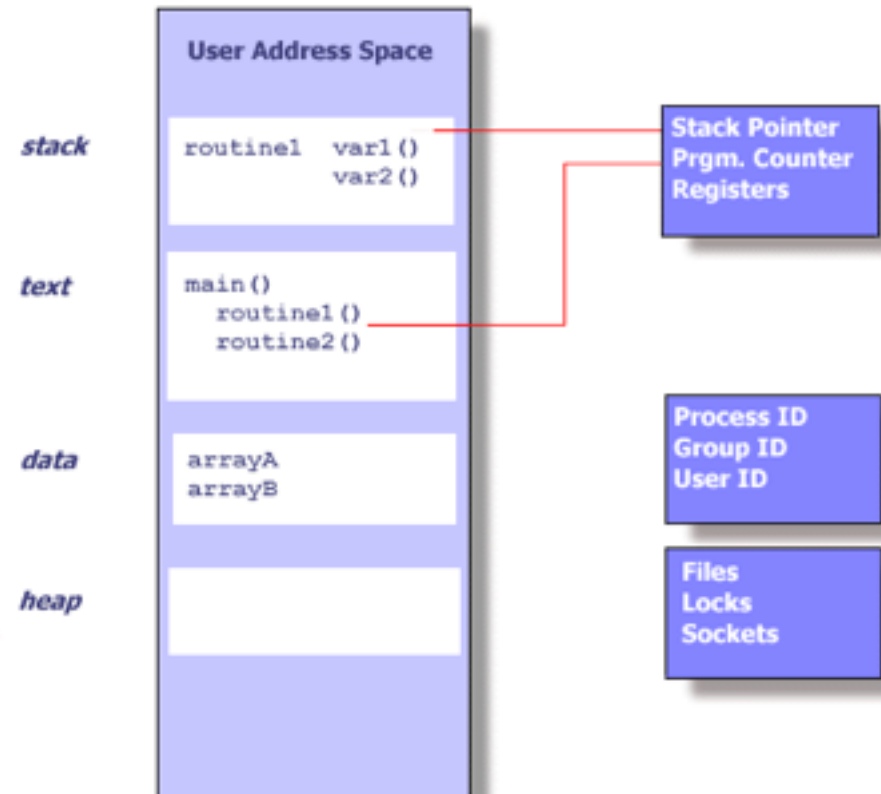 User Address Space
stack
routine1 var1()
var2()
text
main()
routine1()
routine2()
data
arrayA
arrayB
heap
Stack Pointer
Prgm. Counter
Registers
Process ID
Group ID
User ID
Files
Locks
Sockets